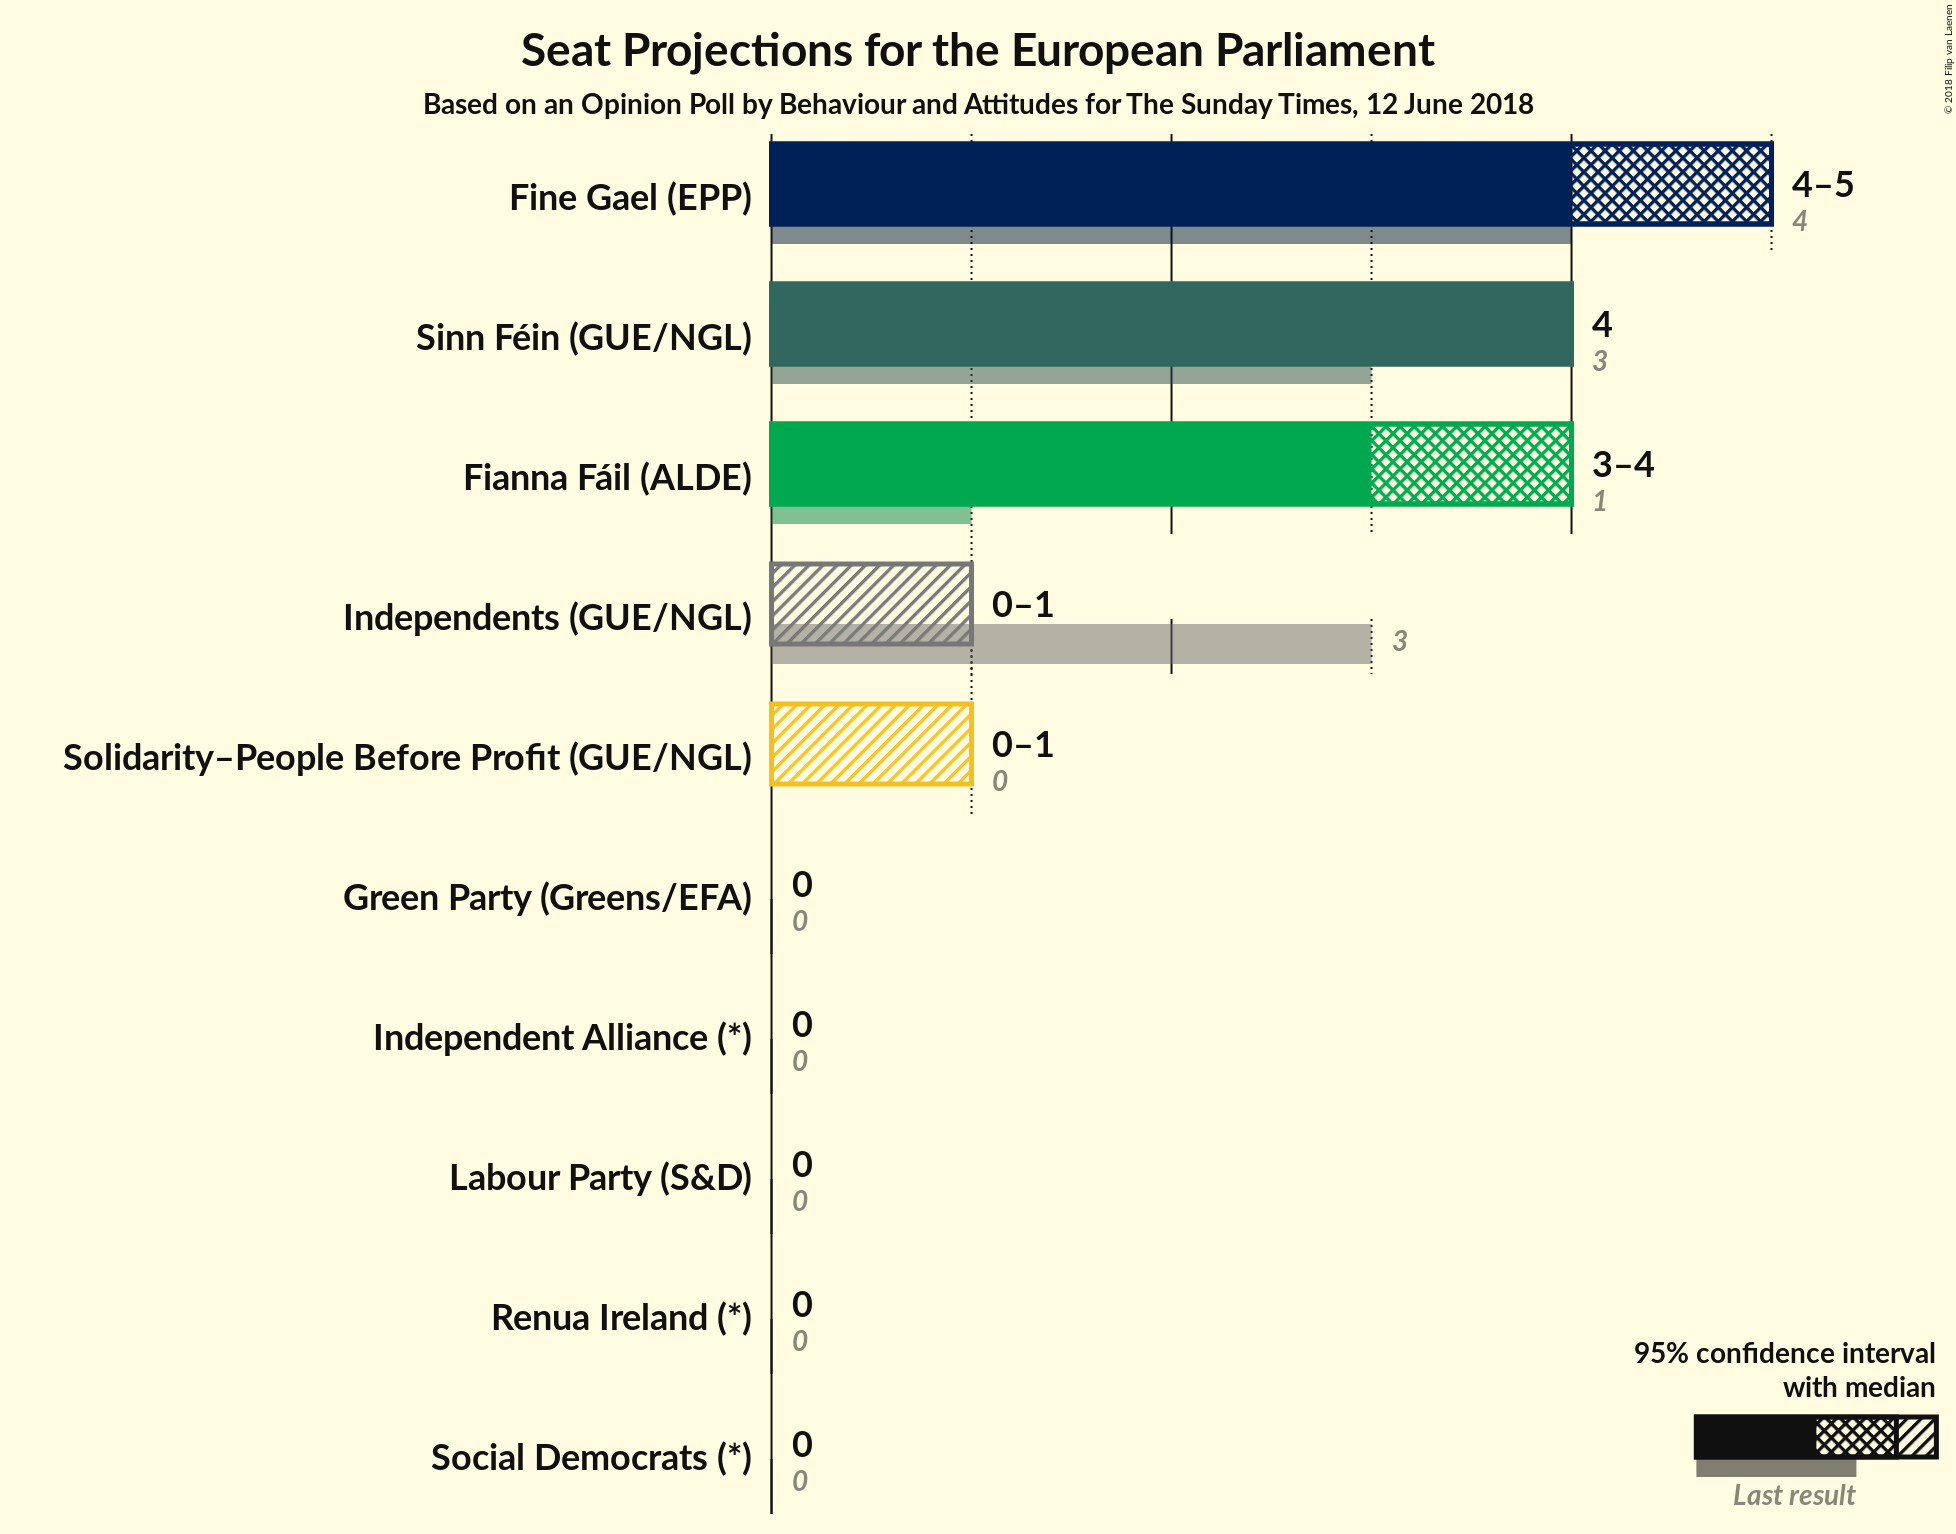 Seat Projections for the European Parliament
Based on an Opinion Poll by Behaviour and Attitudes for The Sunday Times, 12 June 2018
© 2018 Filip van Laenen
Fine Gael (EPP)
4–5
4
Sinn Féin (GUE/NGL)
4
3
Fianna Fáil (ALDE)
3–4
1
Independents (GUE/NGL)
0–1
3
Solidarity–People Before Profit (GUE/NGL)
0–1
0
Green Party (Greens/EFA)
0
0
Independent Alliance (*)
0
0
Labour Party (S&D)
0
0
Renua Ireland (*)
0
0
Social Democrats (*)
0
0
95% confidence interval
with median
Last result